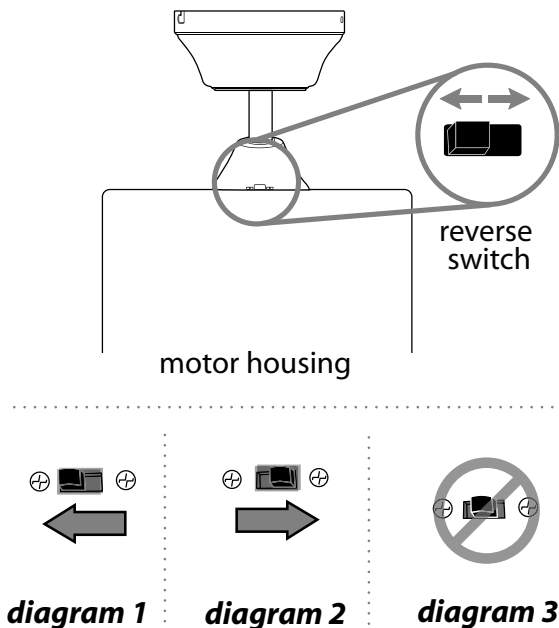 reverse
switch
motor housing
diagram 1
diagram 2
diagram 3